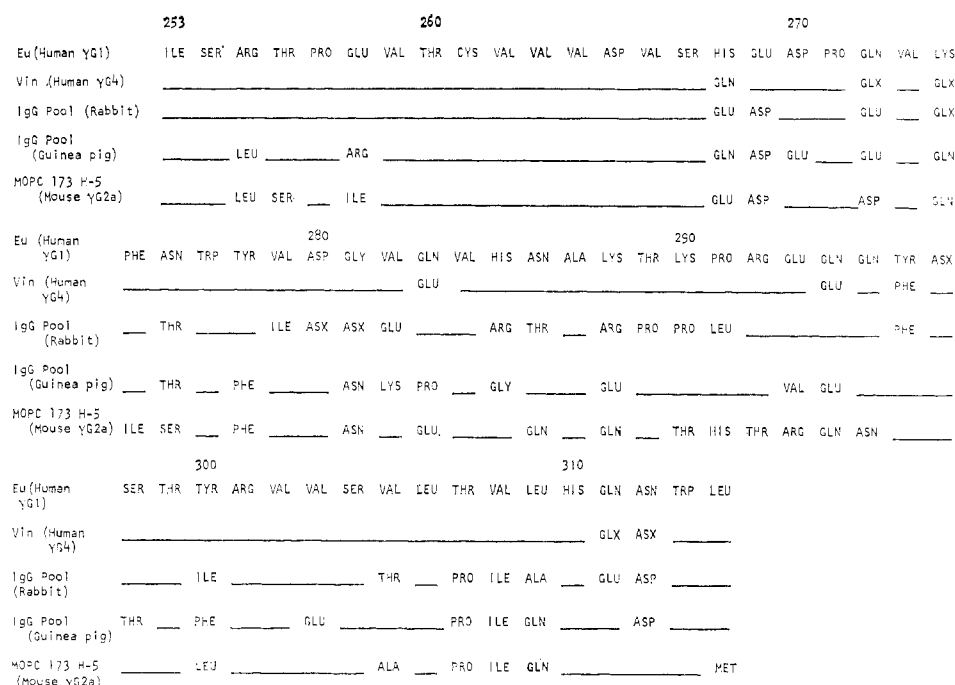 253 260 270
Eu (Human γG1) ILE SER ARG THR PRO GLU VAL THR CYS VAL VAL VAL ASP VAL SER HIS GLU ASP PRO GLN VAL LYS
Vin (Human γG4) GLN GLX GLX
IgG Pool (Rabbit) GLU ASP GLU GLX
IgG Pool
(Guinea pig) LEU ARG GLN ASP GLU GLU GLN
MOPC 173 H-5
(Mouse γG2a) LEU SER ILE GLU ASP ASP GLN
280 290
Eu (Human
γG1) PHE ASN TRP TYR VAL ASP GLY VAL GLN VAL HIS ASN ALA LYS THR LYS PRO ARG GLU GLN GLN TYR ASX
Vin (Human
γG4) GLU GLU PHE
IgG Pool
(Rabbit) THR ILE ASX ASX GLU ARG THR ARG PRO PRO LEU PHE
IgG Pool
(Guinea pig) THR PHE ASN LYS PRO GLY GLU VAL GLU
MOPC 173 H-5
(Mouse γG2a) ILE SER PHE ASN GLU GLN GLN THR HIS THR ARG GLN ASN
300 310
Eu (Human
γG1) SER THR TYR ARG VAL VAL SER VAL LEU THR VAL LEU HIS GLN ASN TRP LEU
Vin (Human
γG4) GLX ASX
IgG Pool
(Rabbit) ILE THR PRO ILE ALA GLU ASP
IgG Pool
(Guinea pig) THR PHE GLU PRO ILE GLN ASP
MOPC 173 H-5
(Mouse γG2a) LEU ALA PRO ILE GLN MET